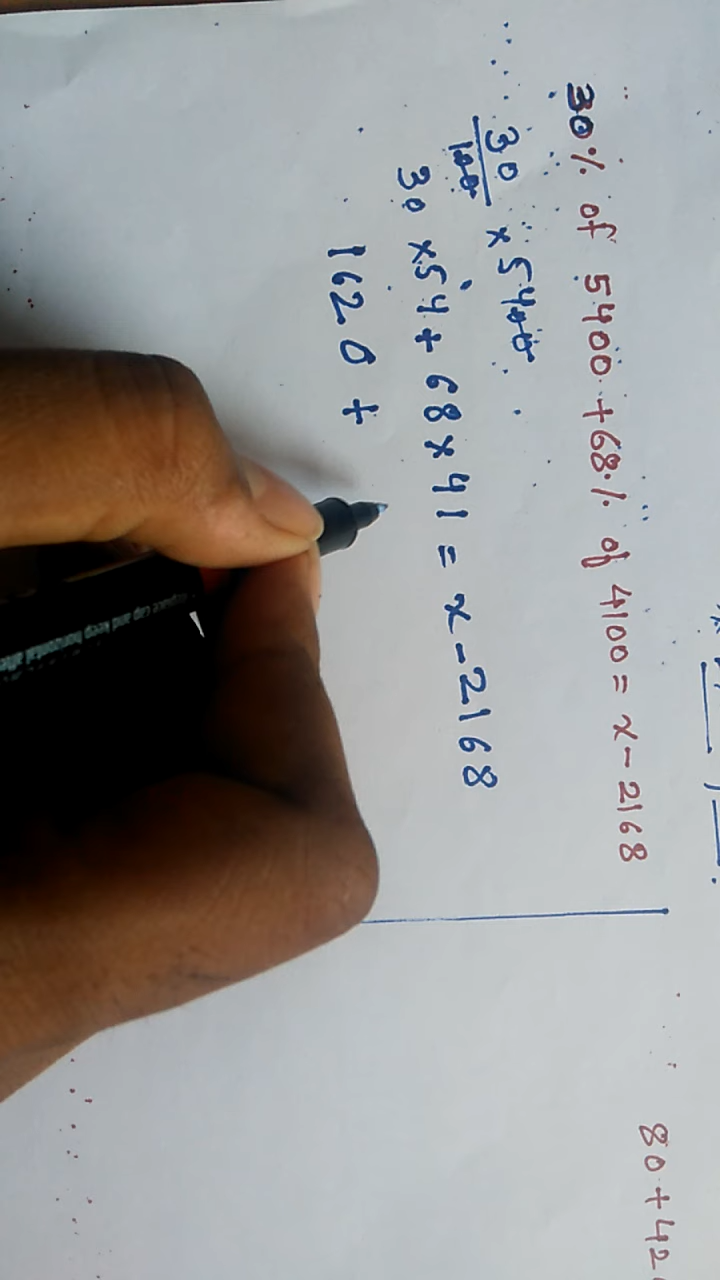 30% of 5400 + 68% of 4100 = x - 2168
30
100
× 5400
30 × 54 + 68 × 41 = x - 2168
1620 +
80 + 42